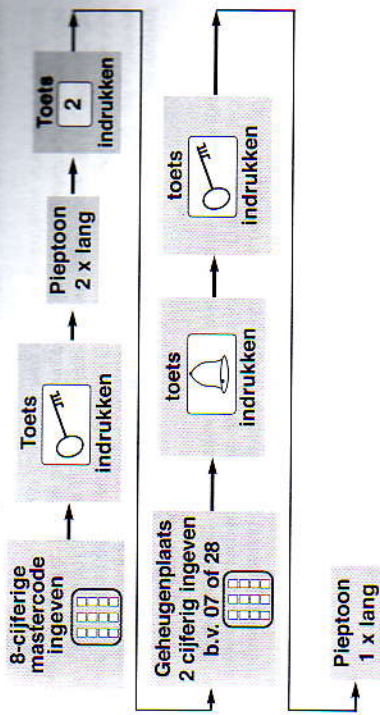 8-cijferige
mastercode
ingeven
Toets
indrukken
Pieptoon
2 x lang
Toets
2
indrukken
Geheugenplaats
2 cijferig ingeven
b.v. 07 of 28
toets
indrukken
toets
indrukken
Pieptoon
1 x lang